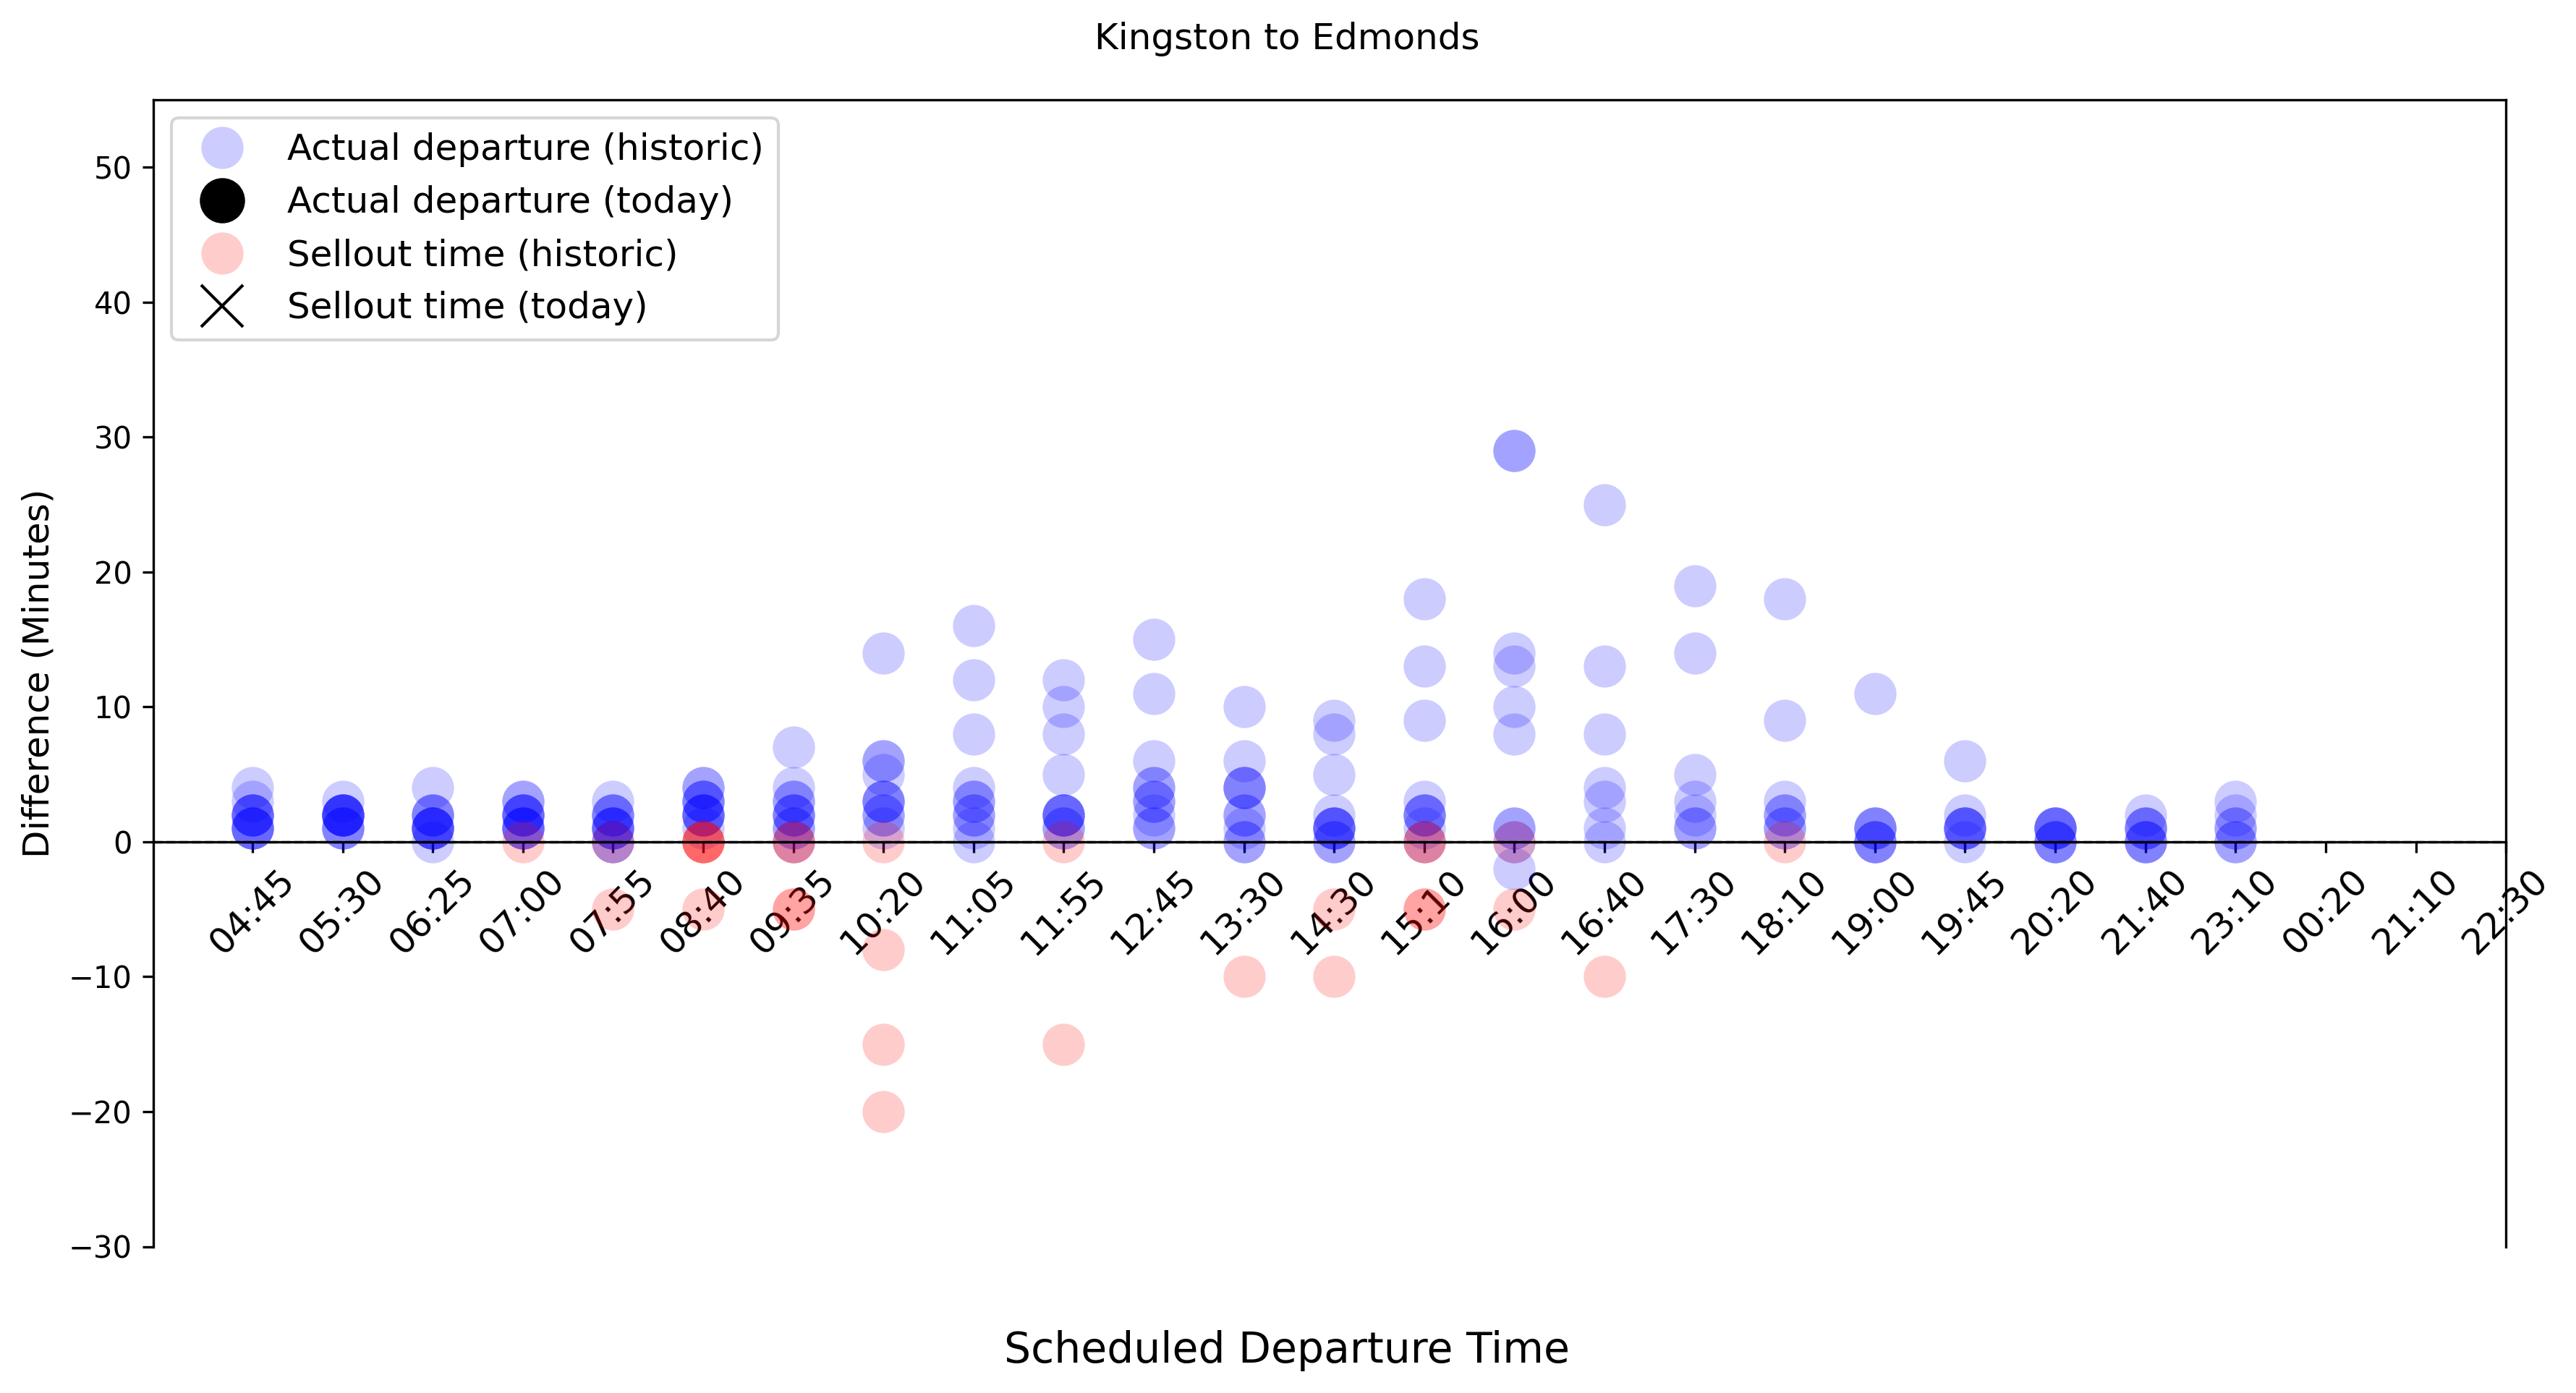 Kingston to Edmonds
Actual departure (historic)
Actual departure (today)
Sellout time (historic)
Sellout time (today)
Difference (Minutes)
50
40
30
20
10
0
−10
−20
−30
04:45 05:30 06:25 07:00 07:55 08:40 09:35 10:20 11:05 11:55 12:45 13:30 14:30 15:10 16:00 16:40 17:30 18:10 19:00 19:45 20:20 21:40 23:10 00:20 21:10 22:30
Scheduled Departure Time